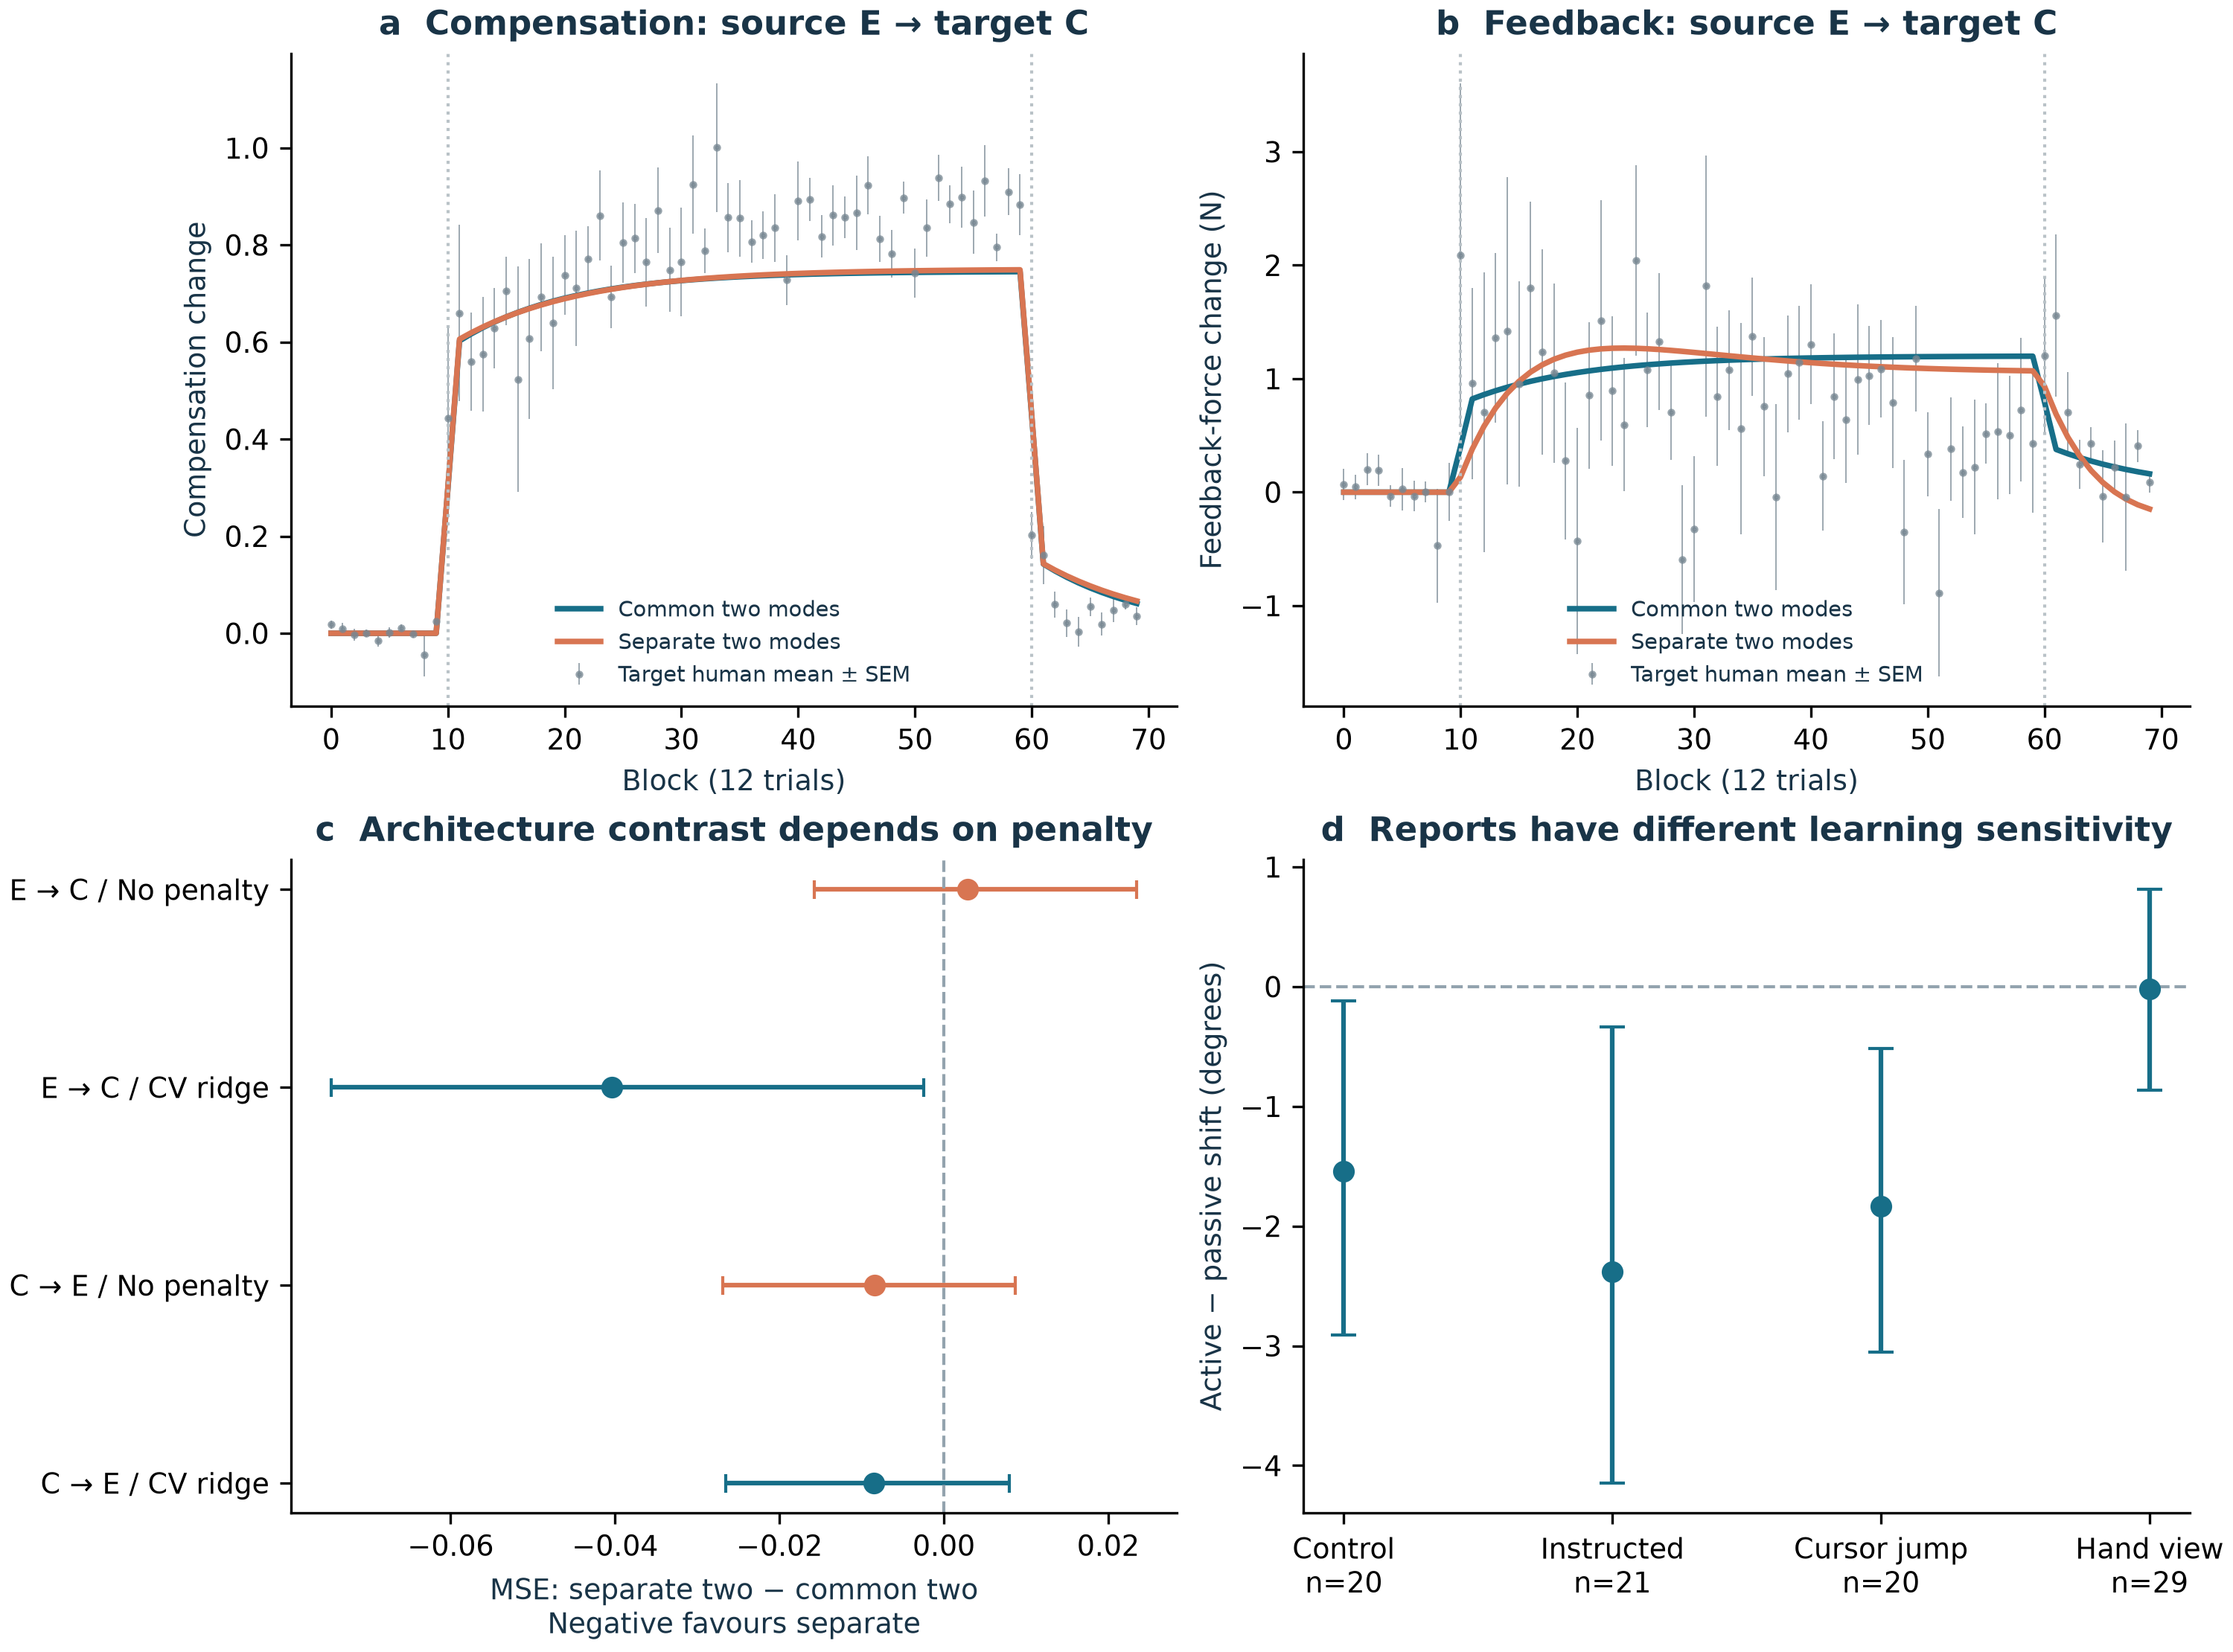 a Compensation: source E → target C
Compensation change
1.0
0.8
0.6
0.4
0.2
0.0
Common two modes
Separate two modes
Target human mean ± SEM
0 10 20 30 40 50 60 70
Block (12 trials)
b Feedback: source E → target C
Feedback-force change (N)
3
2
1
0
−1
Common two modes
Separate two modes
Target human mean ± SEM
0 10 20 30 40 50 60 70
Block (12 trials)
c Architecture contrast depends on penalty
E → C / No penalty
E → C / CV ridge
C → E / No penalty
C → E / CV ridge
−0.06 −0.04 −0.02 0.00 0.02
MSE: separate two − common two
Negative favours separate
d Reports have different learning sensitivity
Active − passive shift (degrees)
1
0
−1
−2
−3
−4
Control Instructed Cursor jump Hand view
n=20 n=21 n=20 n=29